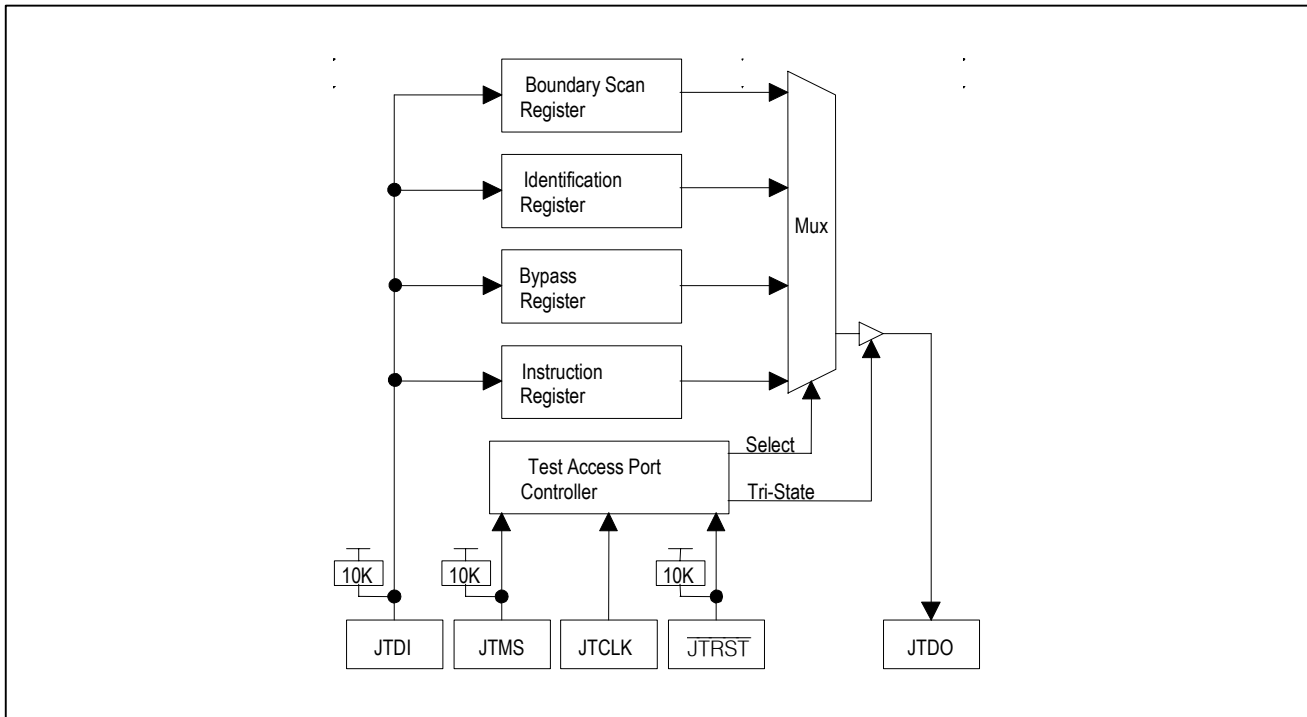 Boundary Scan
Register
Identification
Register
Mux
Bypass
Register
Instruction
Register
Select
Test Access Port
Controller
Tri-State
10K
10K
10K
JTDI
JTMS
JTCLK
JTRST
JTDO